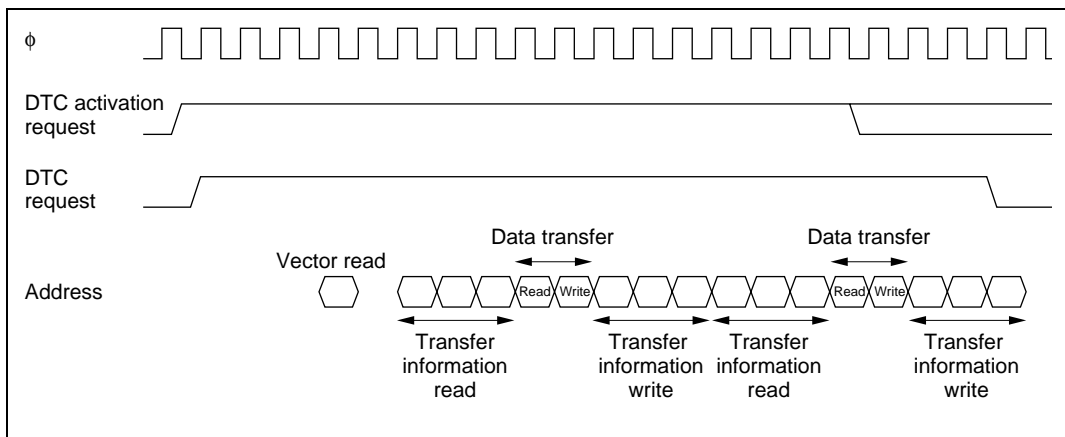 φ
DTC activation
request
DTC
request
Data transfer
Data transfer
Vector read
Address
Read
Write
Read
Write
Transfer
information
read
Transfer
information
write
Transfer
information
read
Transfer
information
write